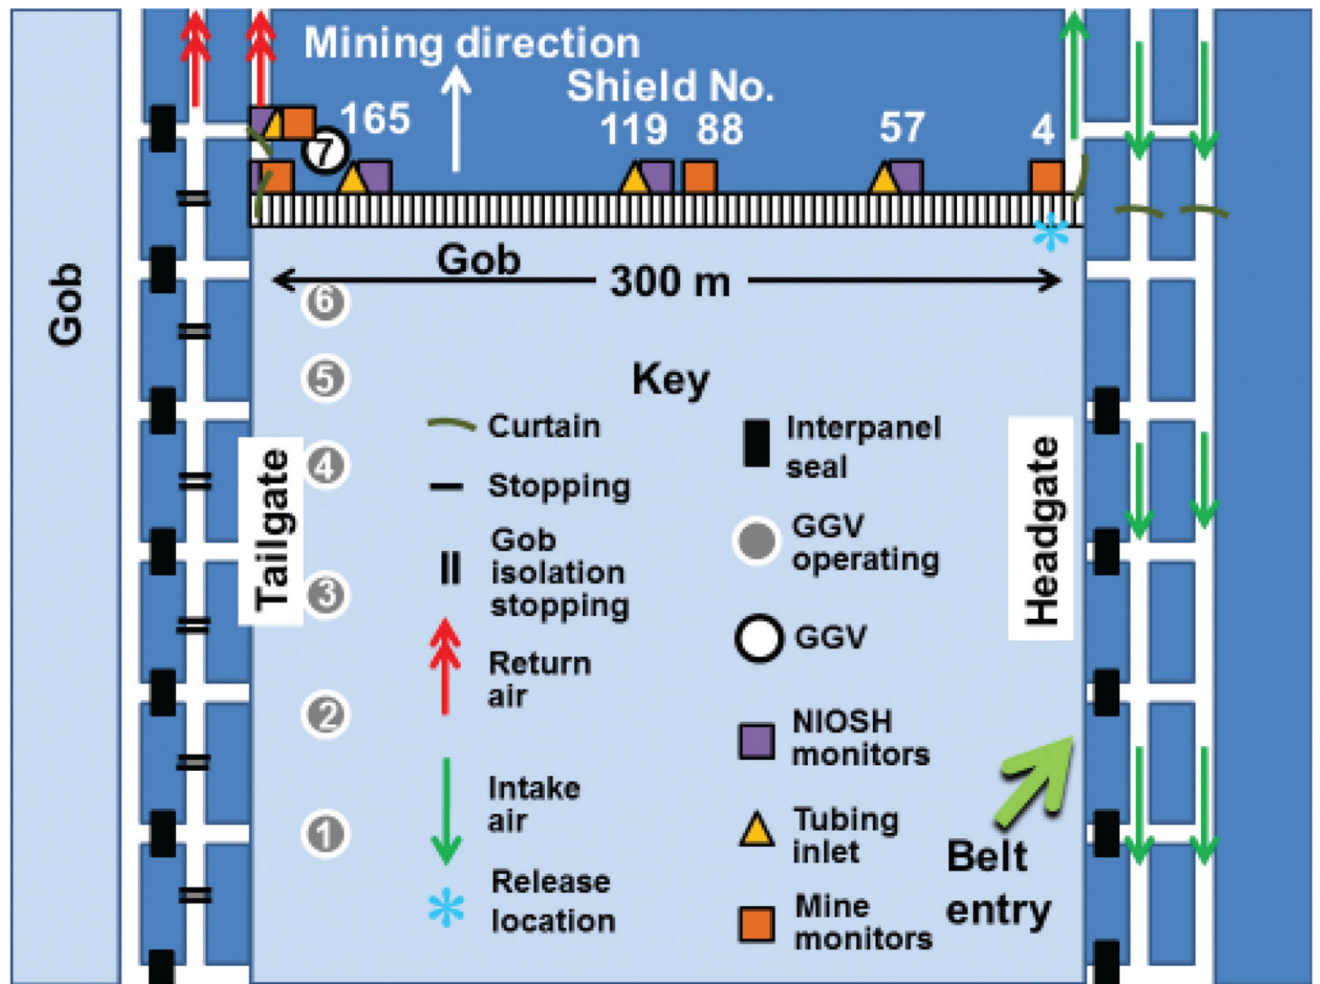 Mining direction
Shield No.
165
119
88
57
4
7
Gob
Gob
300 m
6
5
4
3
2
1
Tailgate
Headgate
Key
Curtain
Stopping
Gob
isolation
stopping
Return
air
Intake
air
Release
location
Interpanel
seal
GGV
operating
GGV
NIOSH
monitors
Tubing
inlet
Mine
monitors
Belt
entry